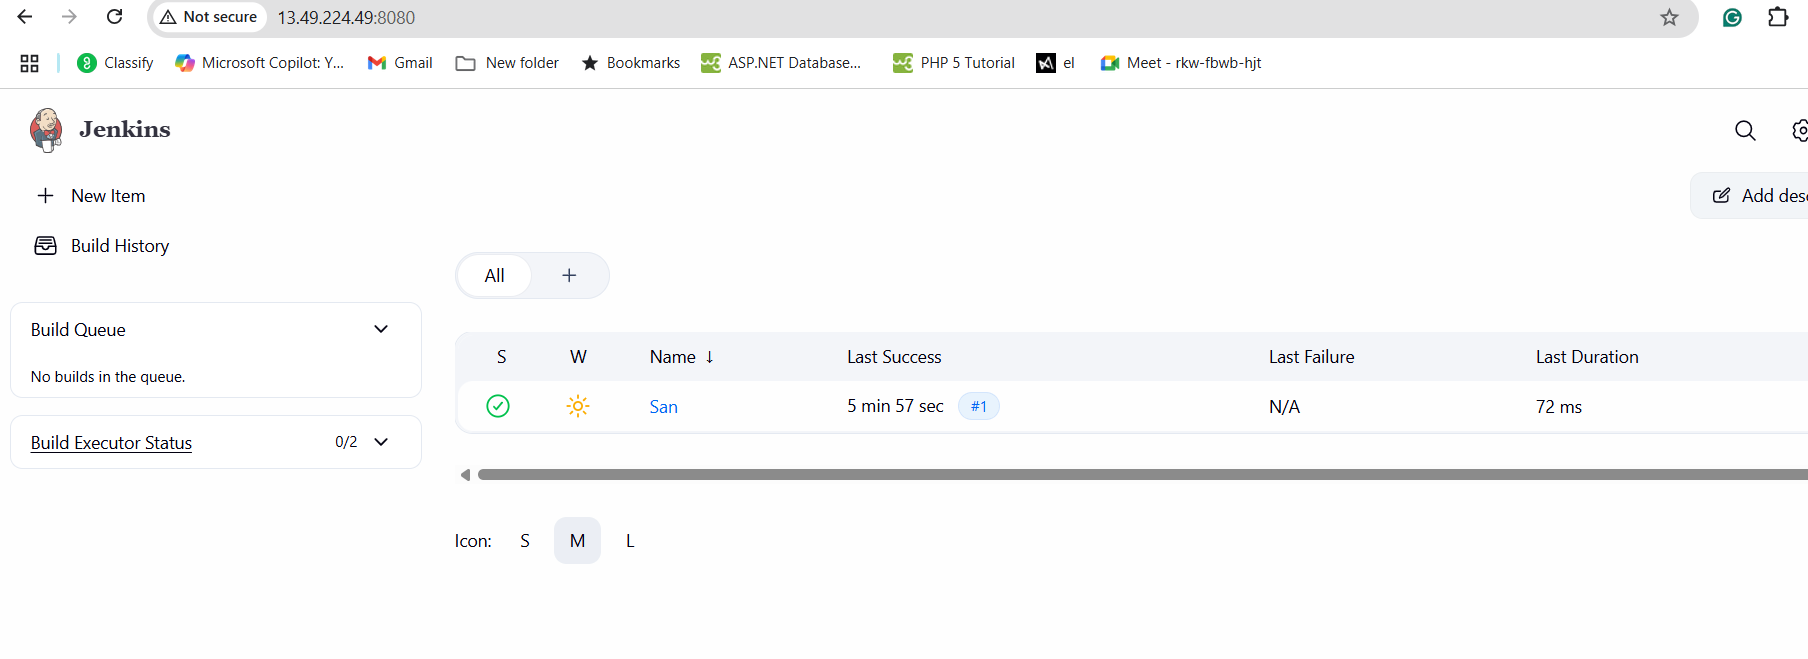 Not secure 13.49.224.49:8080
Classify Microsoft Copilot: Y... Gmail New folder Bookmarks ASP.NET Database... PHP 5 Tutorial el Meet - rkw-fbwb-hjt
Jenkins
New Item
Add desc
Build History
All +
Build Queue
No builds in the queue.
Build Executor Status 0/2
S W Name ↓ Last Success Last Failure Last Duration
San 5 min 57 sec #1 N/A 72 ms
Icon: S M L